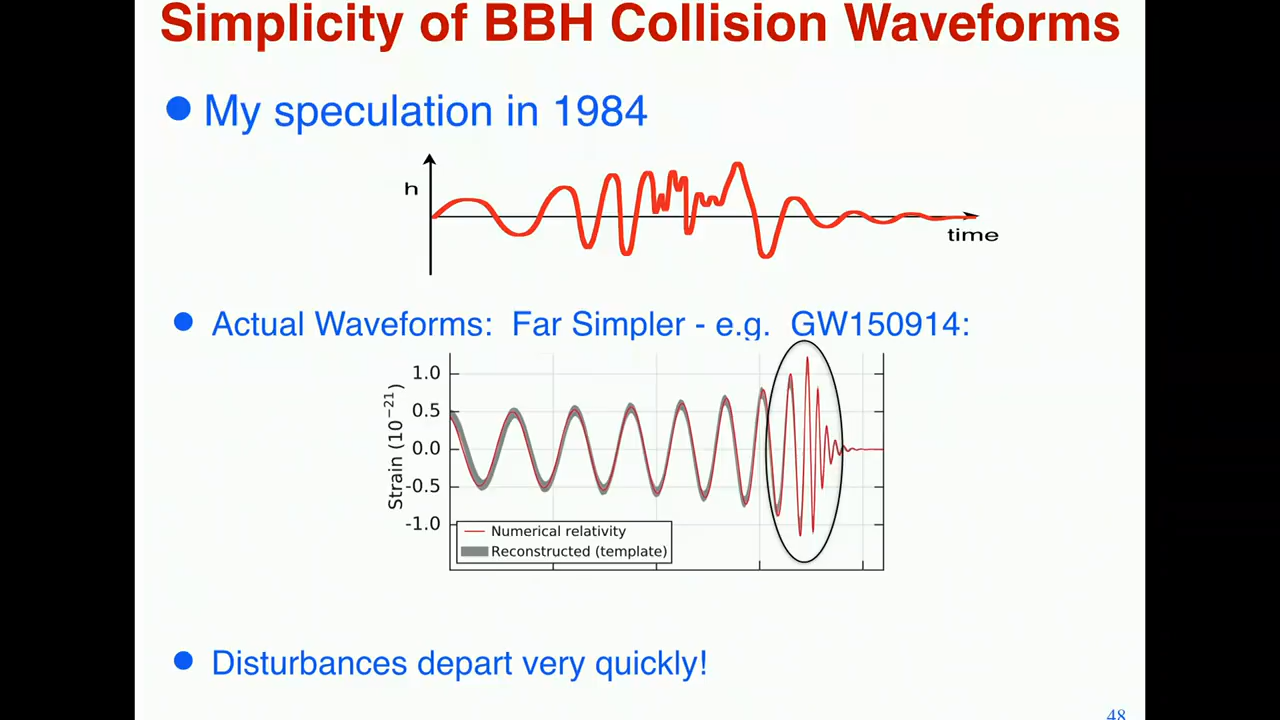 Simplicity of BBH Collision Waveforms
My speculation in 1984
h
time
Actual Waveforms: Far Simpler - e.g. GW150914:
Strain (10⁻²¹)
1.0
0.5
0.0
-0.5
-1.0
Numerical relativity
Reconstructed (template)
Disturbances depart very quickly!
48